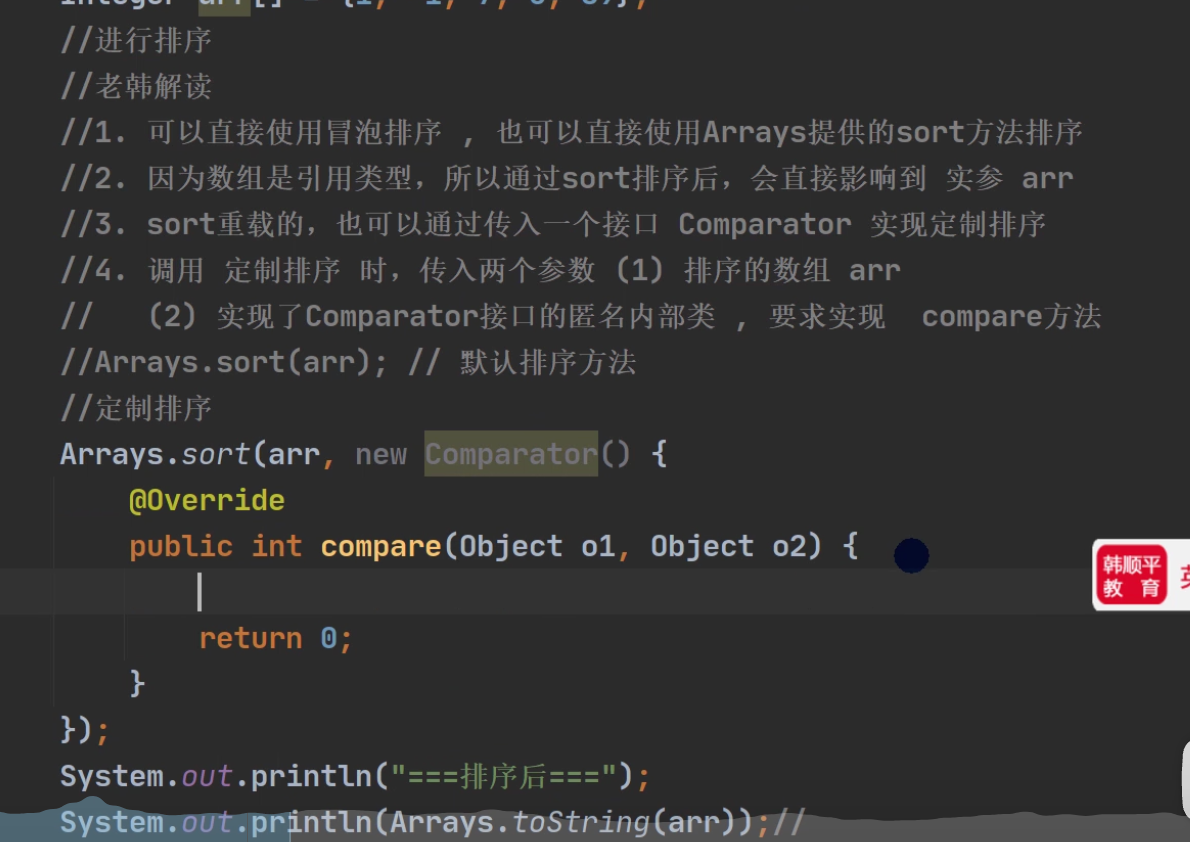 //进行排序
//老韩解读
//1. 可以直接使用冒泡排序 , 也可以直接使用Arrays提供的sort方法排序
//2. 因为数组是引用类型，所以通过sort排序后，会直接影响到 实参 arr
//3. sort重载的，也可以通过传入一个接口 Comparator 实现定制排序
//4. 调用 定制排序 时，传入两个参数 (1) 排序的数组 arr
//   (2) 实现了Comparator接口的匿名内部类 , 要求实现  compare方法
//Arrays.sort(arr); // 默认排序方法
//定制排序
Arrays.sort(arr, new Comparator() {
@Override
public int compare(Object o1, Object o2) {
韩顺平
教 育
return 0;
}
});
System.out.println("===排序后===");
System.out.println(Arrays.toString(arr));//